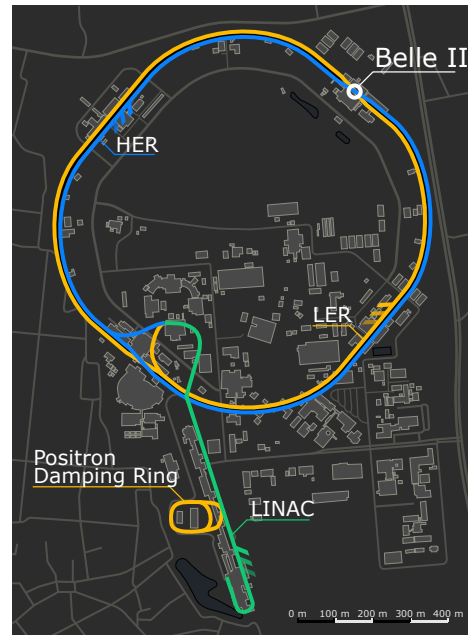 Belle II
HER
LER
Positron
Damping Ring
LINAC
0 m 100 m 200 m 300 m 400 m